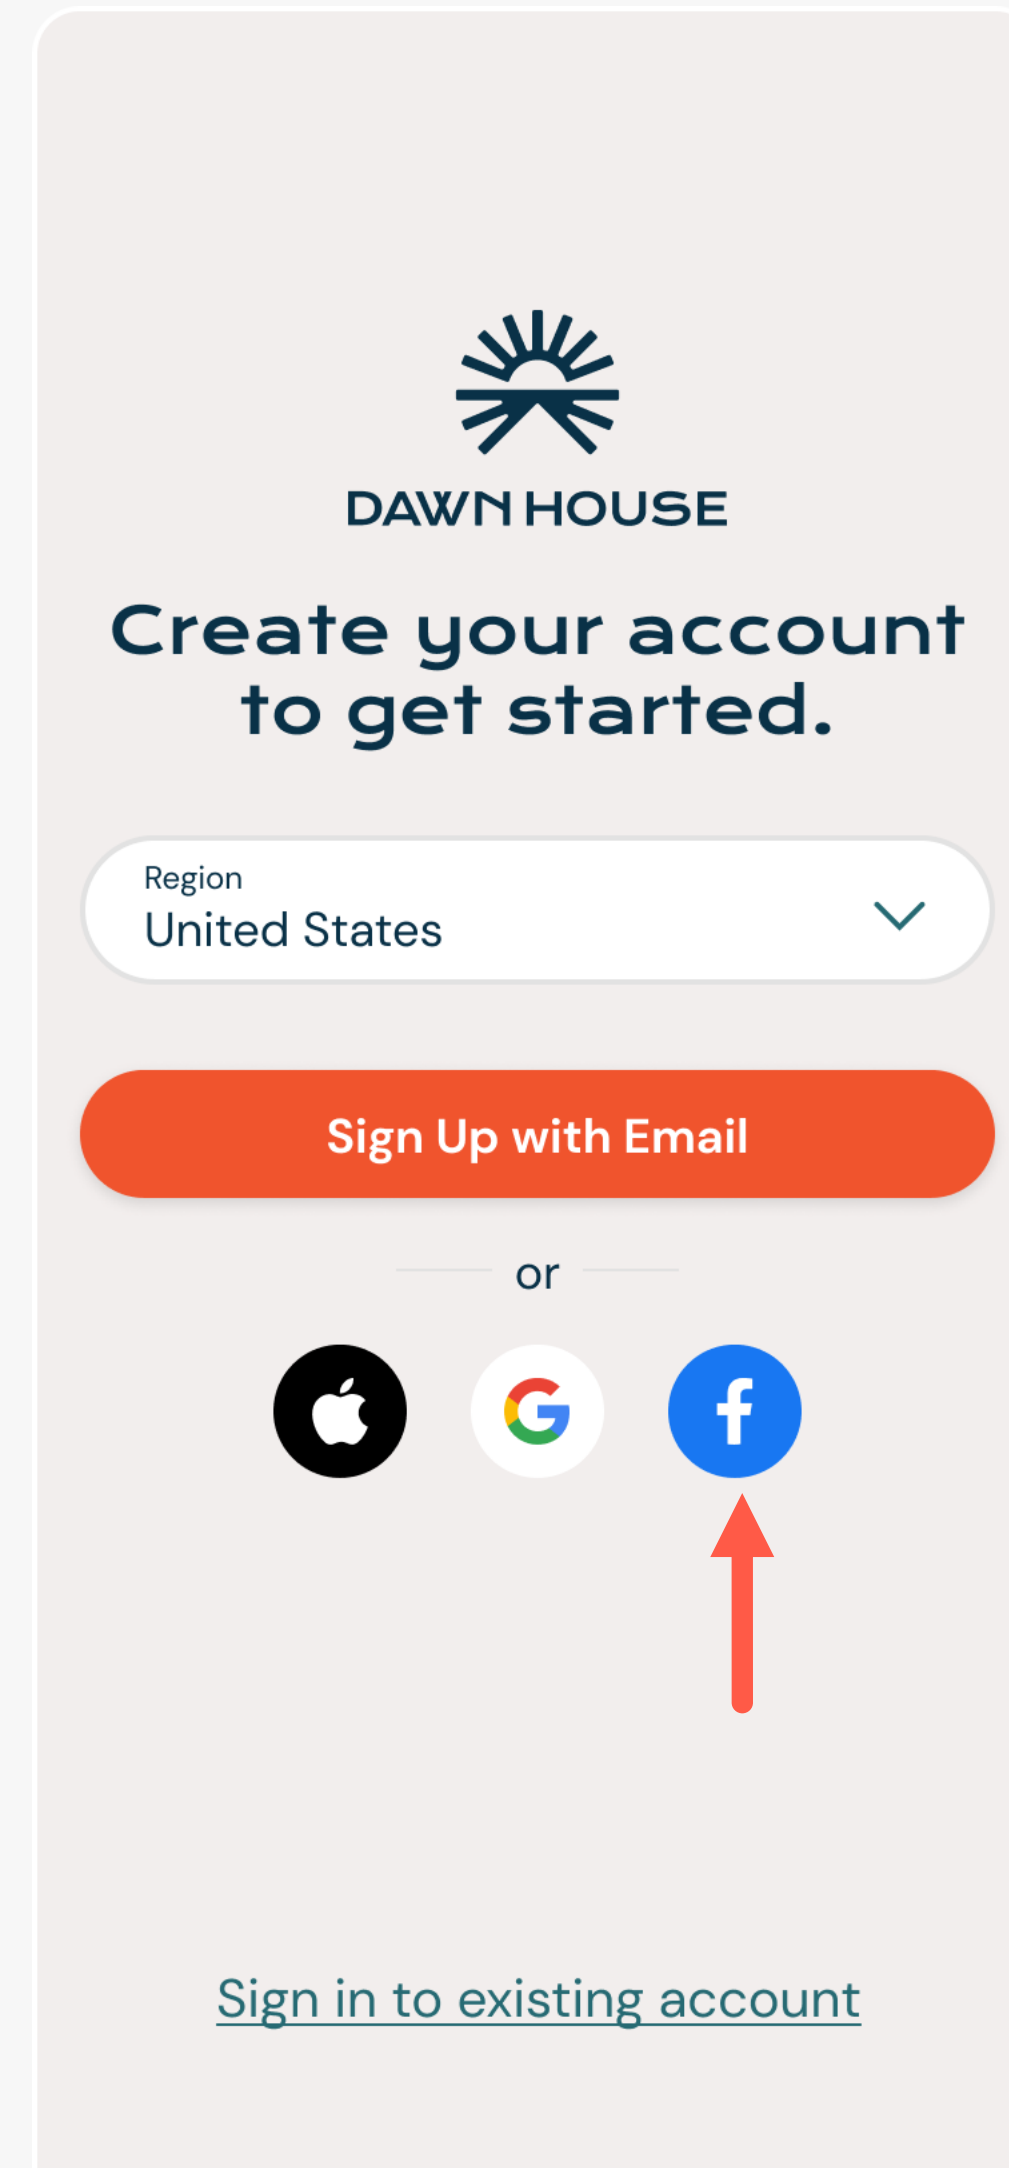 DAWN HOUSE
Create your account
to get started.
Region
United States
Sign Up with Email
or
Sign in to existing account